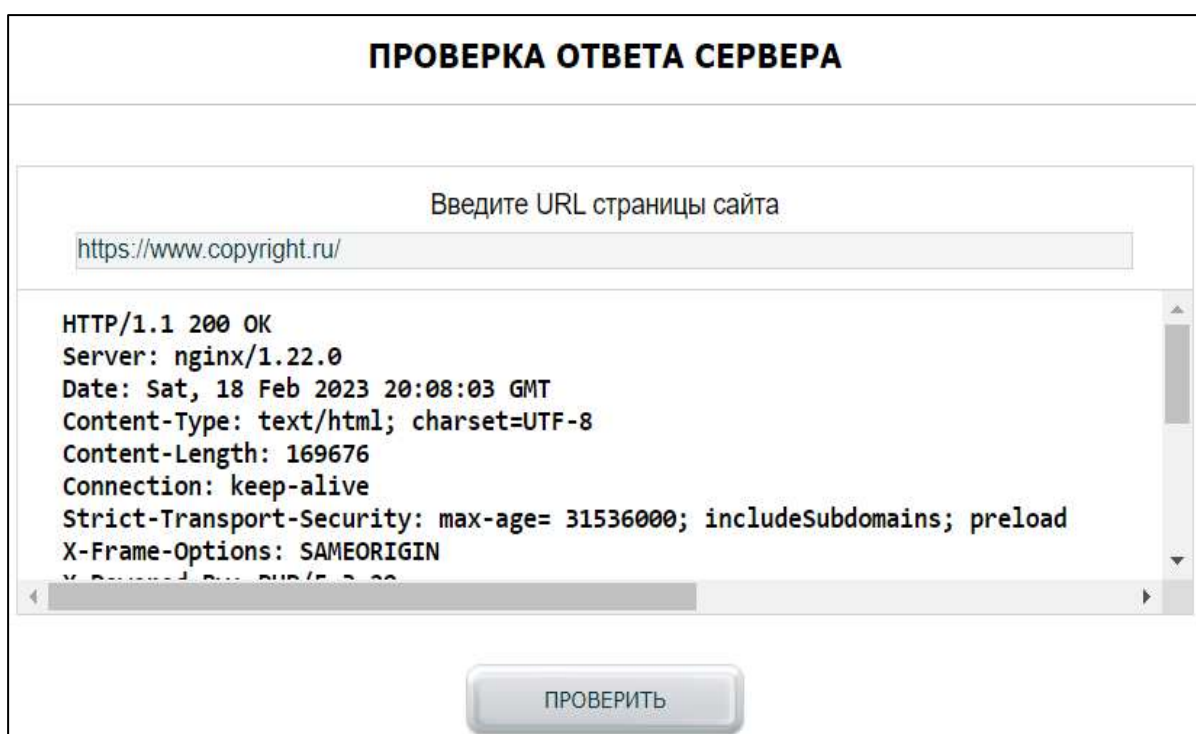 ПРОВЕРКА ОТВЕТА СЕРВЕРА
Введите URL страницы сайта
https://www.copyright.ru/
HTTP/1.1 200 OK
Server: nginx/1.22.0
Date: Sat, 18 Feb 2023 20:08:03 GMT
Content-Type: text/html; charset=UTF-8
Content-Length: 169676
Connection: keep-alive
Strict-Transport-Security: max-age= 31536000; includeSubdomains; preload
X-Frame-Options: SAMEORIGIN
ПРОВЕРИТЬ